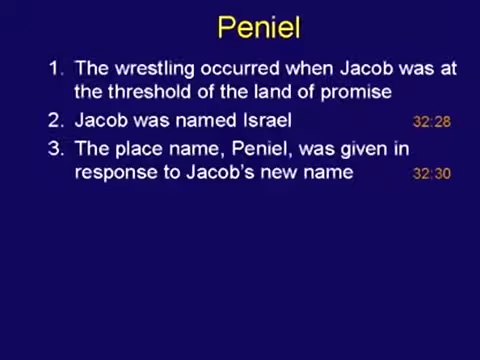 Peniel
1. The wrestling occurred when Jacob was at
the threshold of the land of promise
2. Jacob was named Israel 32:28
3. The place name, Peniel, was given in
response to Jacob's new name 32:30